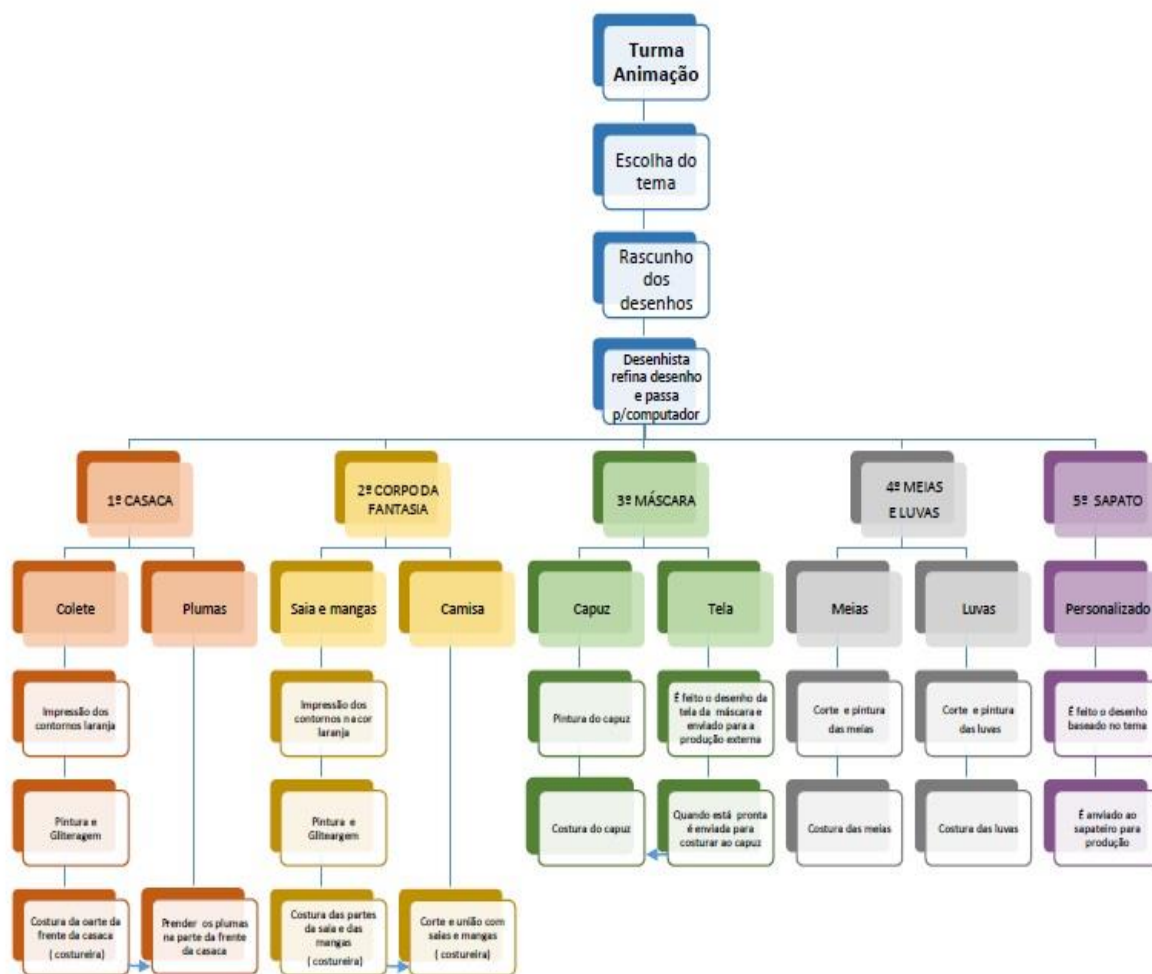 Turma
Animação
Escolha do
tema
Rascunho
dos
desenhos
Desenhista
refina desenho
e passa
p/computador
1º CASACA
2º CORPO DA
FANTASIA
3º MÁSCARA
4º MEIAS
E LUVAS
5º SAPATO
Colete
Plumas
Saia e mangas
Camisa
Capuz
Tela
Meias
Luvas
Personalizado
Impressão dos
contornos laranja
Impressão dos
contornos na cor
laranja
Pintura do capuz
É feito o desenho da
tela da máscara e
enviado para a
produção externa
Corte e pintura
das meias
Corte e pintura
das luvas
É feito o desenho
baseado no tema
Pintura e
Gliteragem
Pintura e
Gliteargem
Costura do capuz
Quando está pronta
é enviada para
costurar ao capuz
Costura das meias
Costura das luvas
É anviado ao
sapateiro para
produção
Costura da oarte da
frente da casaca
( costureira)
Prender os plumas
na parte da frente
da casaca
Costura das partes
da saia e das
mangas
( costureira)
Corte e união com
saias e mangas
( costureira)